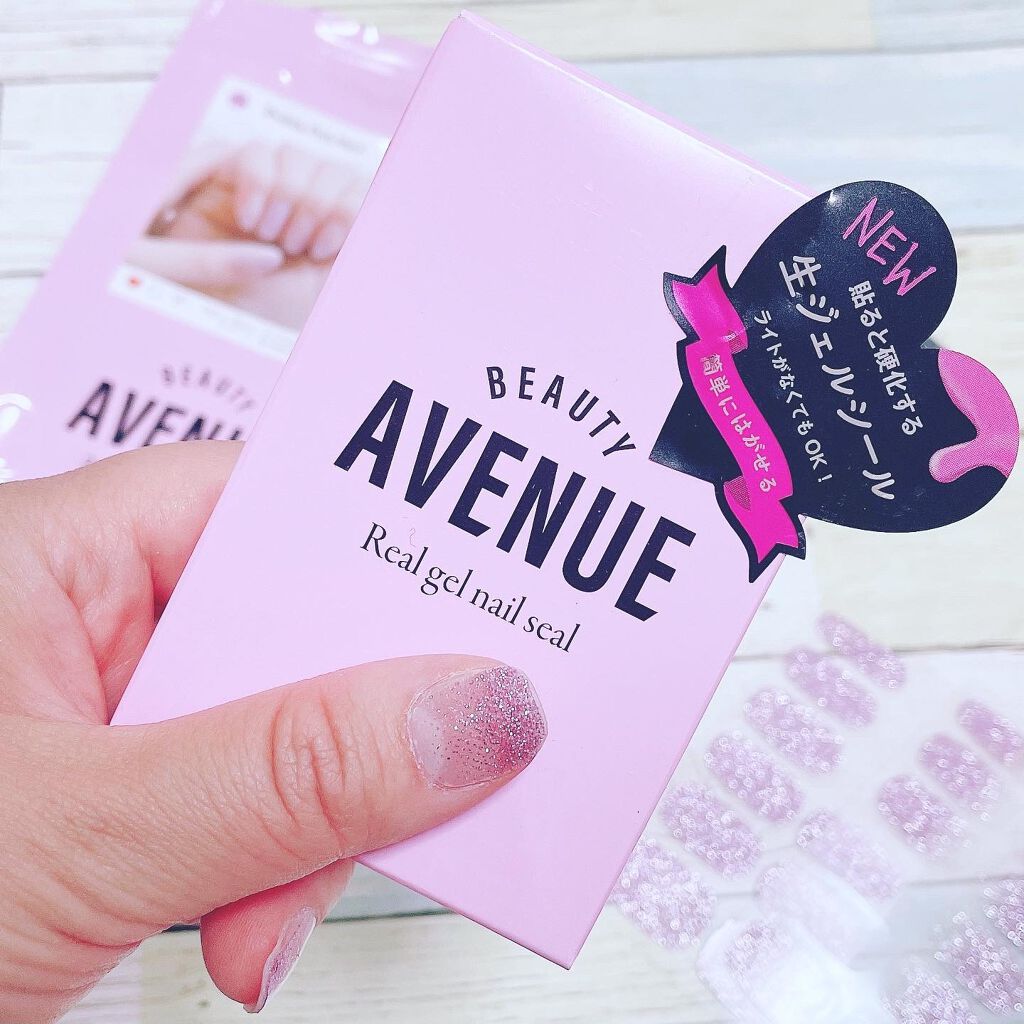 BEAUTY
AVENUE
Real gel nail seal
NEW
貼ると硬化する
生ジェルシール
ライトがなくてもOK!
簡単にはがせる
BEAUTY
AVENU